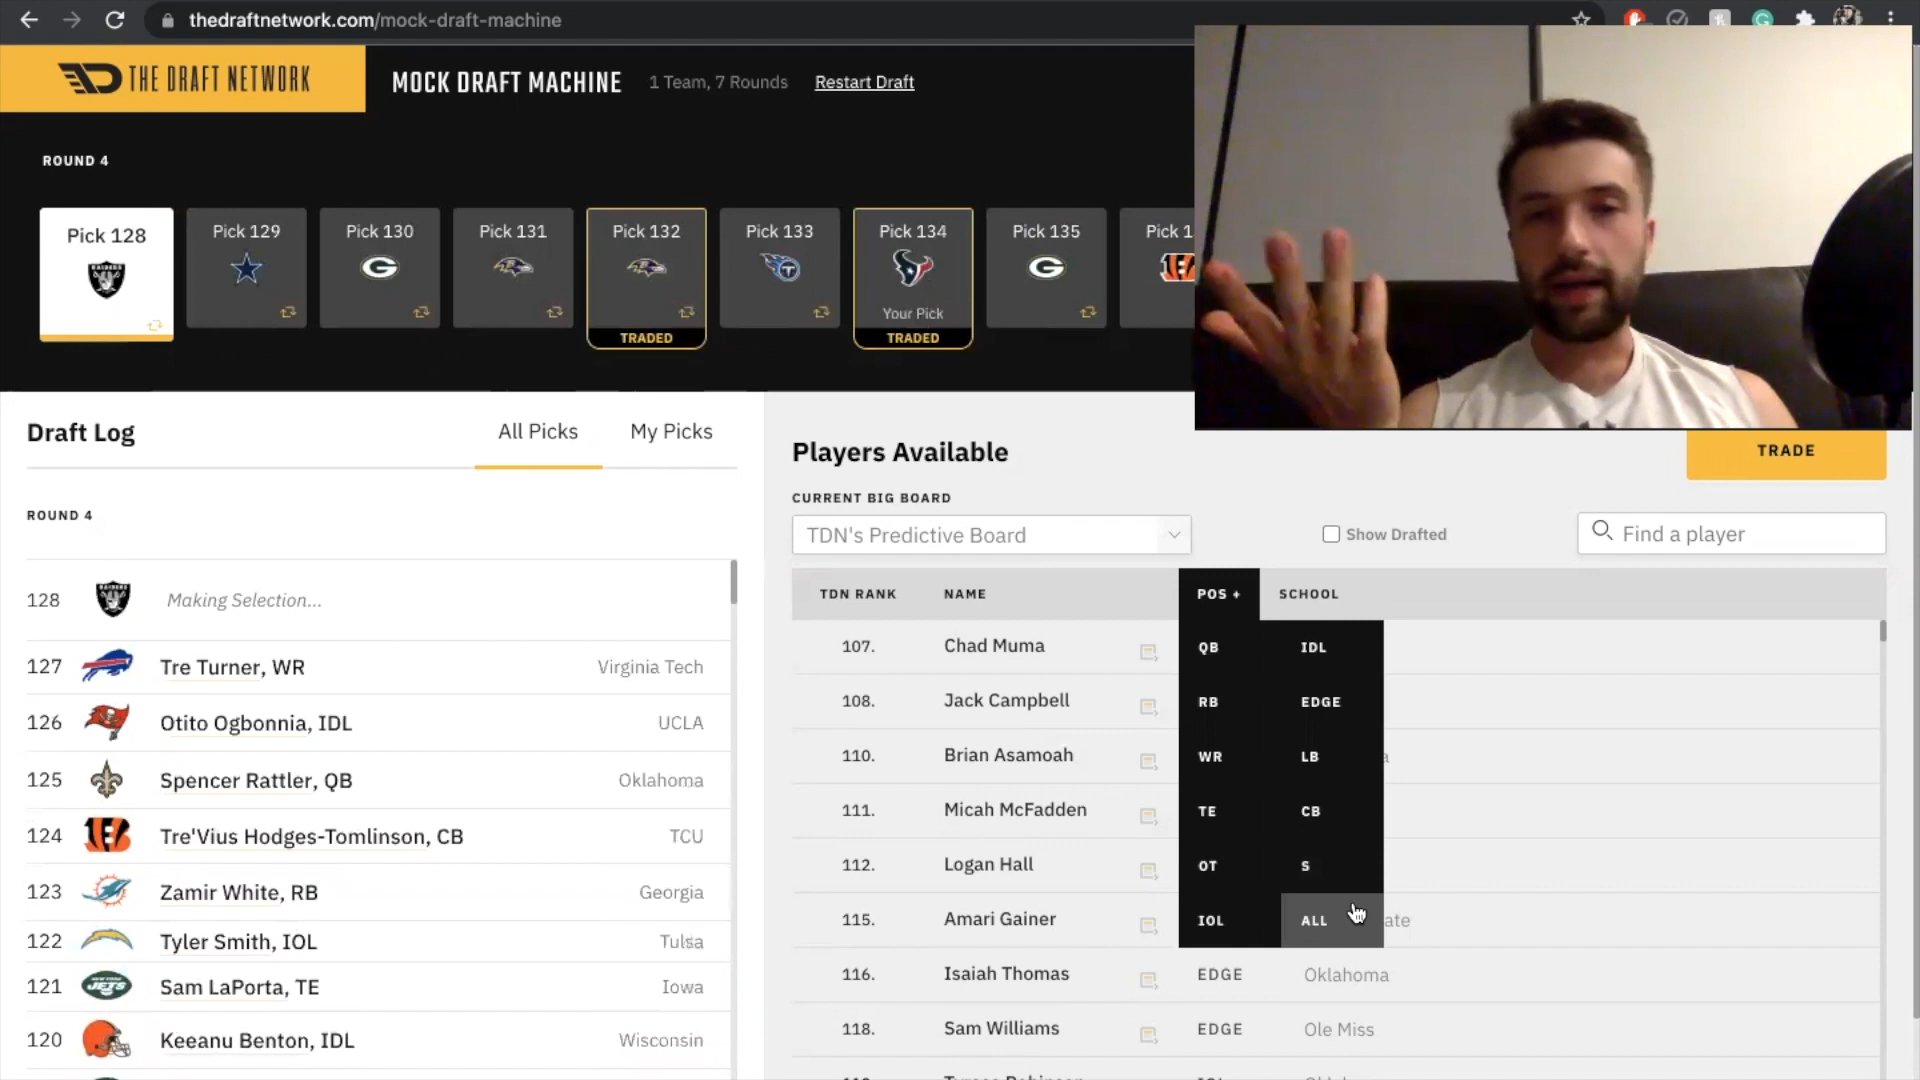 thedraftnetwork.com/mock-draft-machine
THE DRAFT NETWORK
MOCK DRAFT MACHINE
1 Team, 7 Rounds
Restart Draft
ROUND 4
Pick 128
Pick 129
Pick 130
Pick 131
Pick 132
TRADED
Pick 133
Pick 134
Your Pick
TRADED
Pick 135
Pick 1
Draft Log
All Picks
My Picks
ROUND 4
128 Making Selection...
127 Tre Turner, WR Virginia Tech
126 Otito Ogbonnia, IDL UCLA
125 Spencer Rattler, QB Oklahoma
124 Tre'Vius Hodges-Tomlinson, CB TCU
123 Zamir White, RB Georgia
122 Tyler Smith, IOL Tulsa
121 Sam LaPorta, TE Iowa
120 Keeanu Benton, IDL Wisconsin
Players Available
TRADE
CURRENT BIG BOARD
TDN's Predictive Board
Show Drafted
Find a player
TDN RANK NAME POS + SCHOOL
107. Chad Muma
108. Jack Campbell
110. Brian Asamoah
111. Micah McFadden
112. Logan Hall
115. Amari Gainer
116. Isaiah Thomas EDGE Oklahoma
118. Sam Williams EDGE Ole Miss
QB IDL
RB EDGE
WR LB
TE CB
OT S
IOL ALL
ate